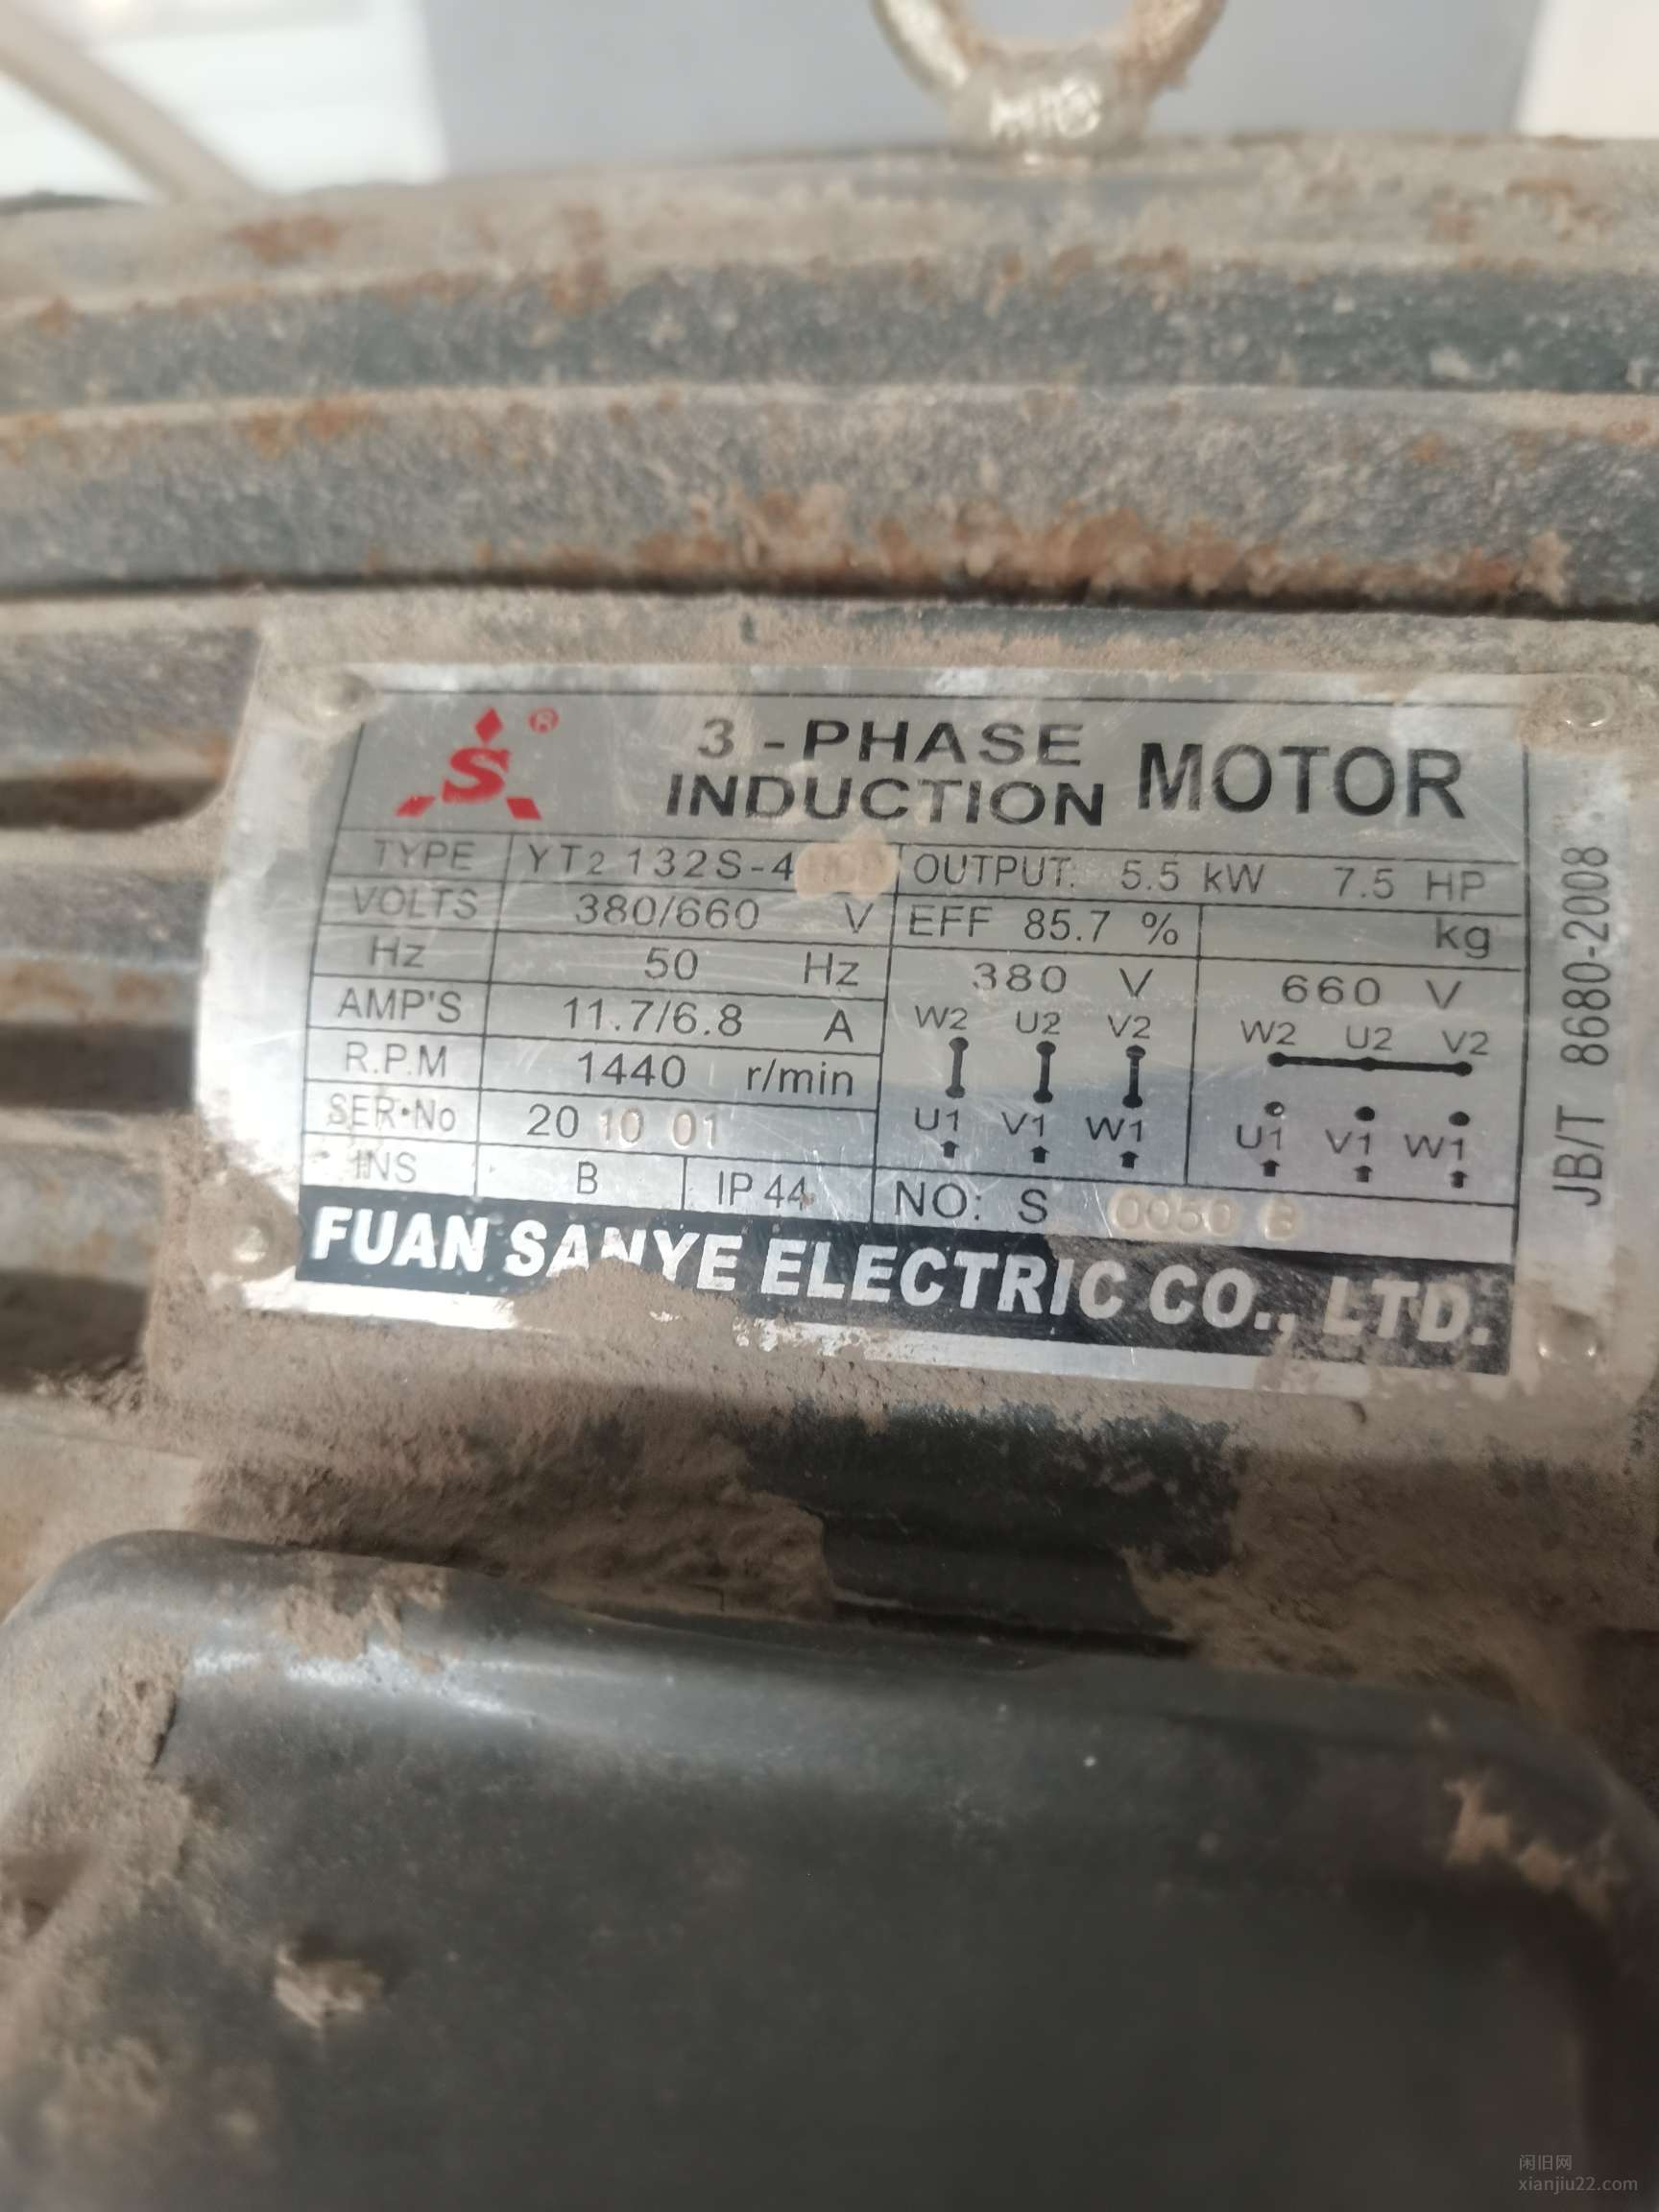 S ®
3 - PHASE
INDUCTION MOTOR
TYPE YT2 132S-4 OUTPUT: 5.5 kW 7.5 HP
VOLTS 380/660 V EFF 85.7 % kg
Hz 50 Hz 380 V 660 V
AMP'S 11.7/6.8 A W2 U2 V2 W2 U2 V2
R.P.M 1440 r/min
SER·No 20 10 01 U1 V1 W1 U1 V1 W1
INS B IP 44 NO: S 0050 B
FUAN SANYE ELECTRIC CO., LTD.
JB/T 8680-2008
闲旧网
xianjiu22.com